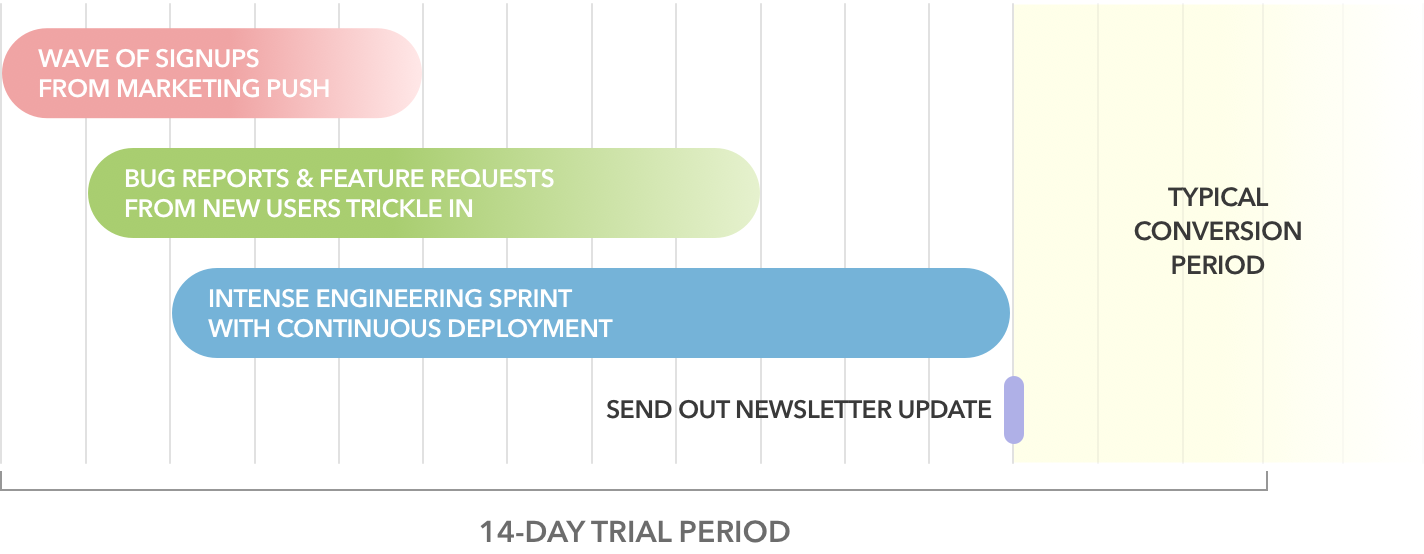 WAVE OF SIGNUPS
FROM MARKETING PUSH
BUG REPORTS & FEATURE REQUESTS
FROM NEW USERS TRICKLE IN
TYPICAL
CONVERSION
PERIOD
INTENSE ENGINEERING SPRINT
WITH CONTINUOUS DEPLOYMENT
SEND OUT NEWSLETTER UPDATE
14-DAY TRIAL PERIOD